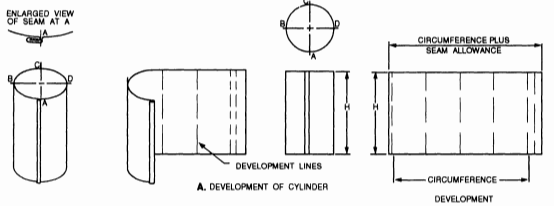 ENLARGED VIEW
OF SEAM AT A
A
C
B
D
A
DEVELOPMENT LINES
A. DEVELOPMENT OF CYLINDER
C
B
D
A
H
CIRCUMFERENCE PLUS
SEAM ALLOWANCE
H
CIRCUMFERENCE
DEVELOPMENT